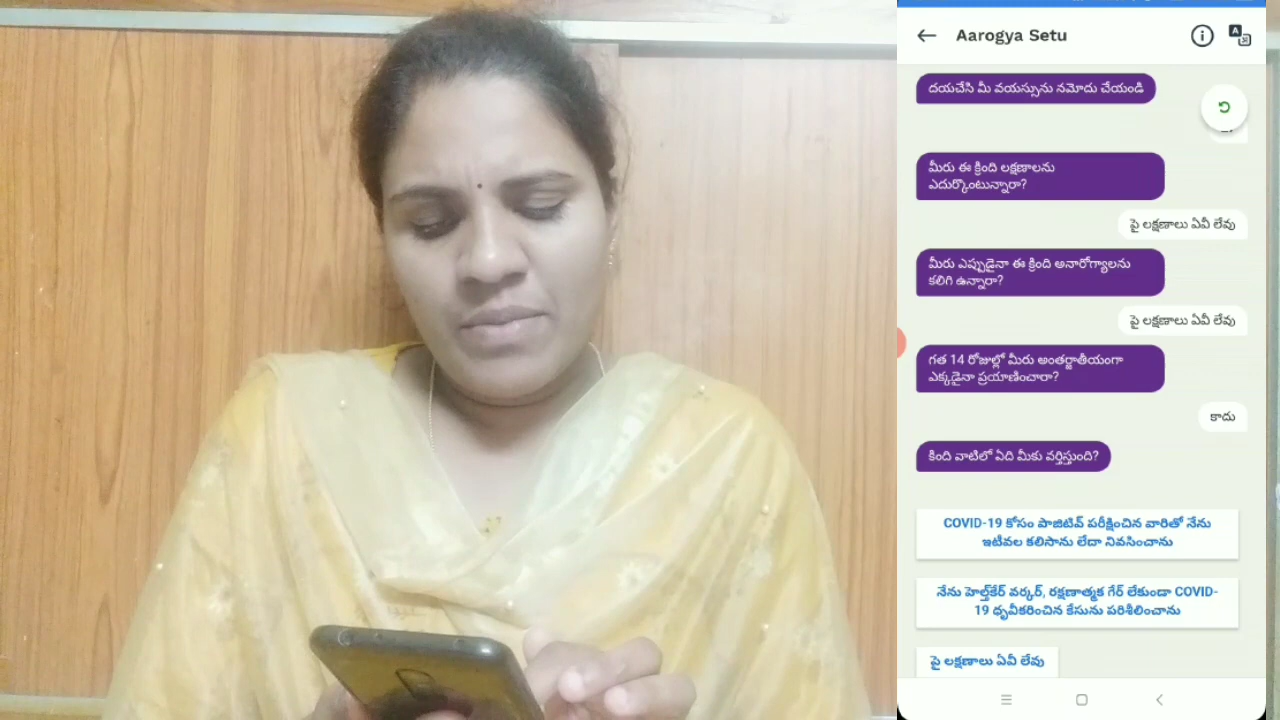 Aarogya Setu
దయచేసి మీ వయస్సును నమోదు చేయండి
మీరు ఈ క్రింది లక్షణాలను
ఎదుర్కొంటున్నారా?
పై లక్షణాలు ఏవీ లేవు
మీరు ఎప్పుడైనా ఈ క్రింది అనారోగ్యాలను
కలిగి ఉన్నారా?
పై లక్షణాలు ఏవీ లేవు
గత 14 రోజుల్లో మీరు అంతర్జాతీయంగా
ఎక్కడైనా ప్రయాణించారా?
కాదు
కింది వాటిలో ఏది మీకు వర్తిస్తుంది?
COVID-19 కోసం పాజిటివ్ పరీక్షించిన వారితో నేను
ఇటీవల కలిసాను లేదా నివసించాను
నేను హెల్త్‌కేర్ వర్కర్, రక్షణాత్మక గేర్ లేకుండా COVID-
19 ధృవీకరించిన కేసును పరిశీలించాను
పై లక్షణాలు ఏవీ లేవు